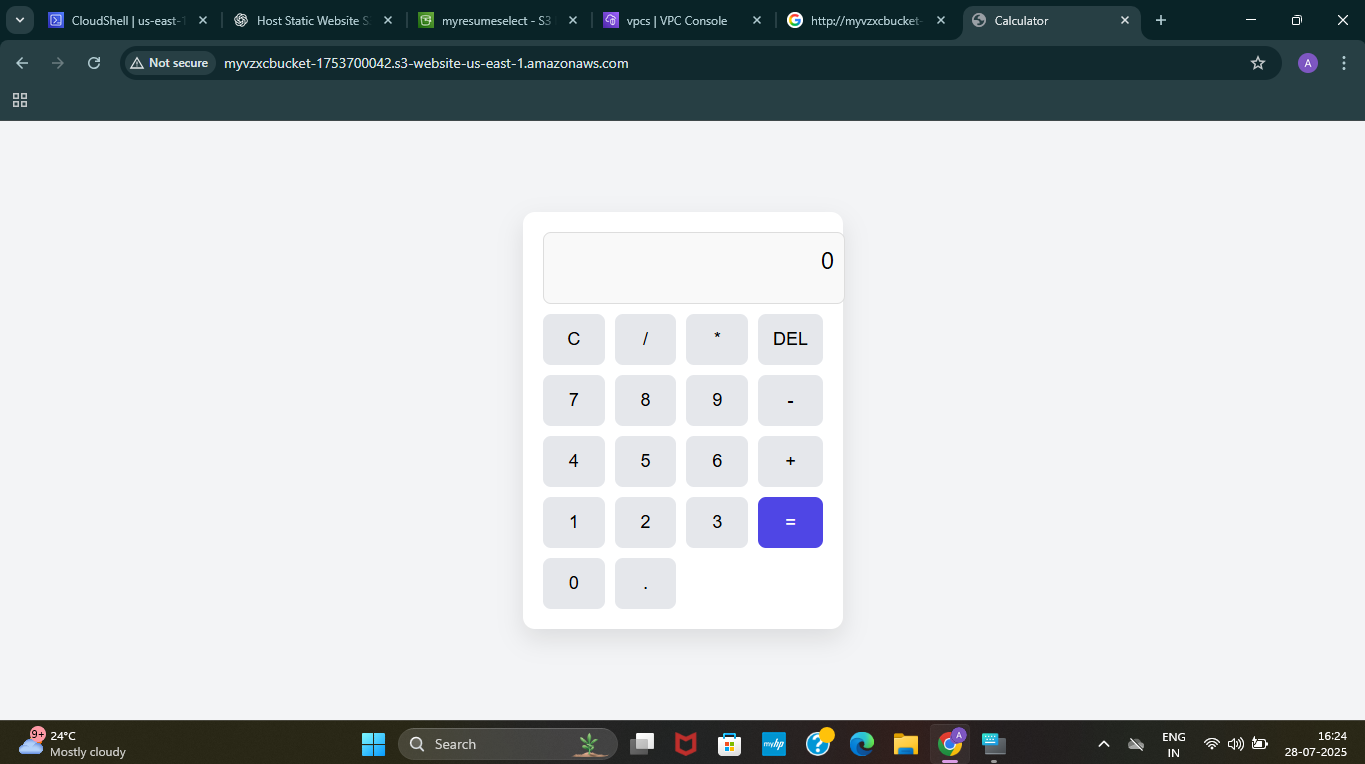 CloudShell | us-east-1
Host Static Website S
myresumeselect - S3
vpcs | VPC Console
http://myvzxcbucket-
Calculator
Not secure
myvzxcbucket-1753700042.s3-website-us-east-1.amazonaws.com
A
0
C / * DEL
7 8 9 -
4 5 6 +
1 2 3 =
0 .
9+
24°C
Mostly cloudy
Search
myhp
A
ENG
IN
16:24
28-07-2025